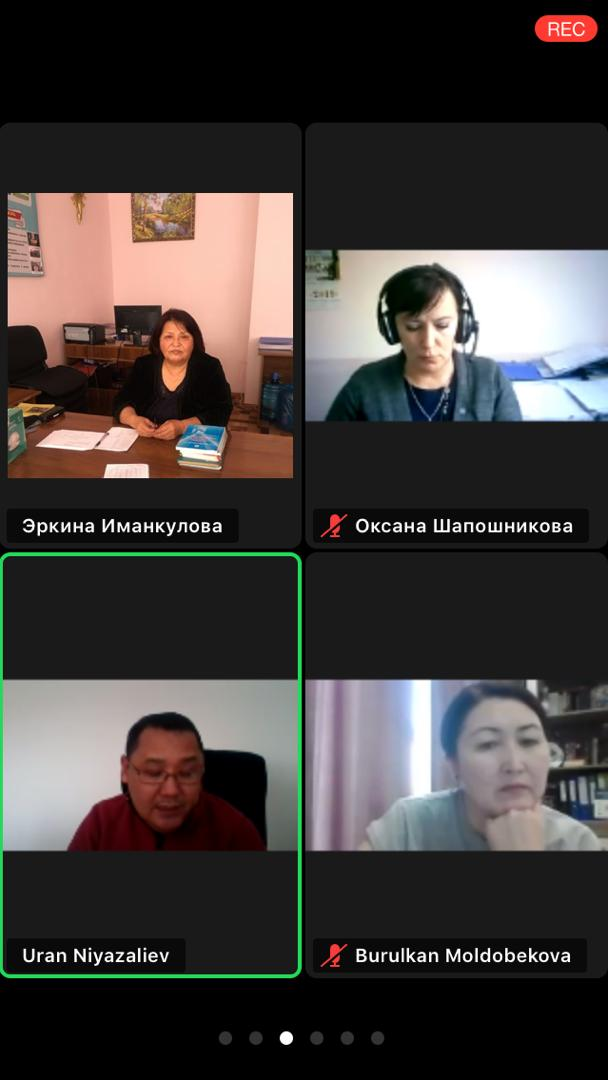 REC
Эркина Иманкулова
Оксана Шапошникова
Uran Niyazaliev
Burulkan Moldobekova